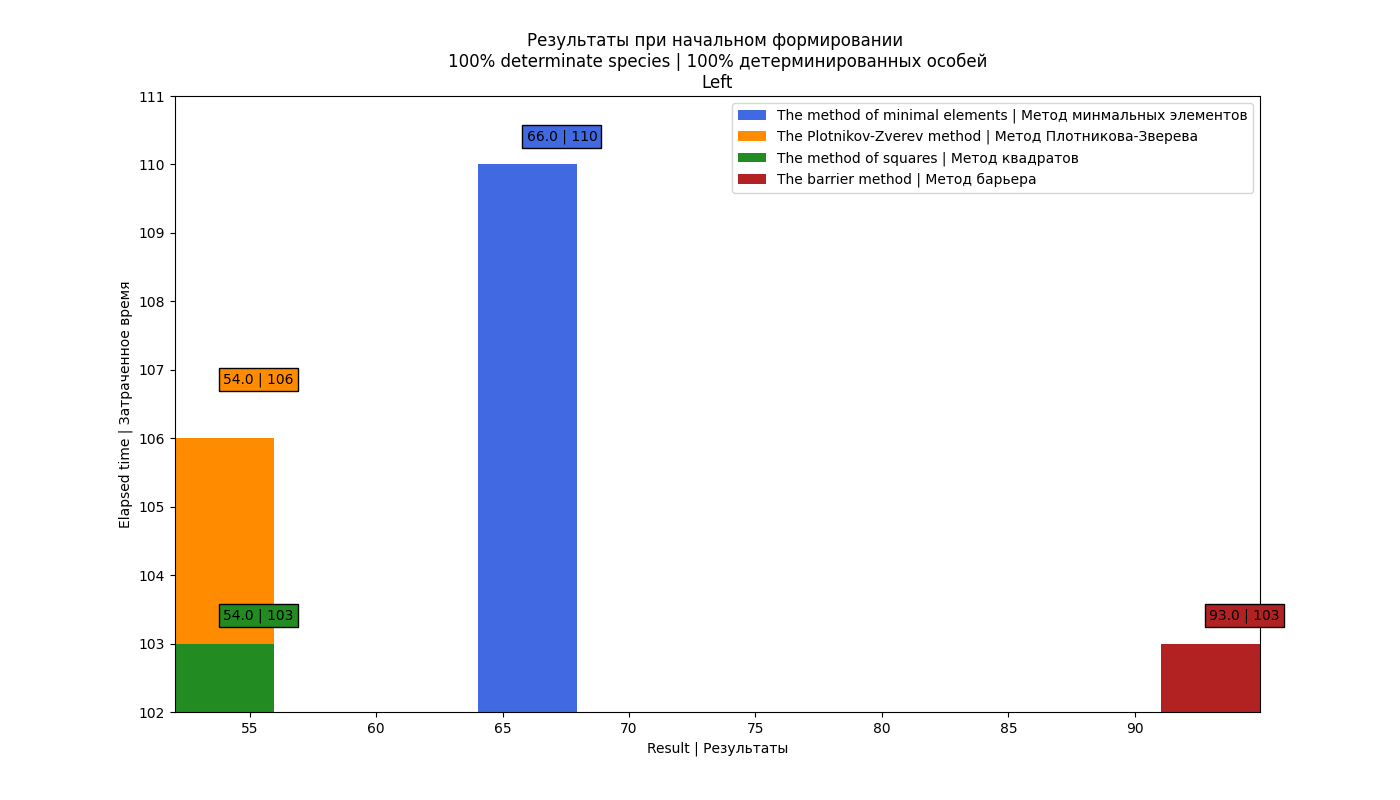 Результаты при начальном формировании
100% determinate species | 100% детерминированных особей
Left
The method of minimal elements | Метод минмальных элементов
The Plotnikov-Zverev method | Метод Плотникова-Зверева
The method of squares | Метод квадратов
The barrier method | Метод барьера
66.0 | 110
54.0 | 106
54.0 | 103
93.0 | 103
Elapsed time | Затраченное время
111
110
109
108
107
106
105
104
103
102
55 60 65 70 75 80 85 90
Result | Результаты